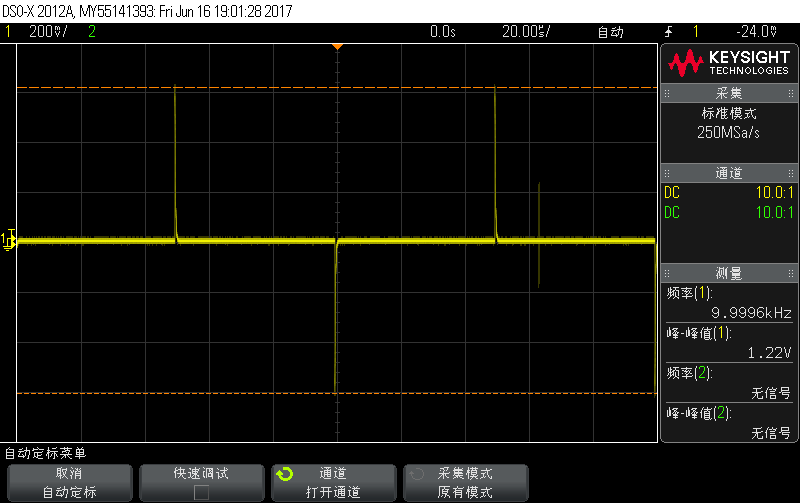 DSO-X 2012A, MY55141393: Fri Jun 16 19:01:28 2017
1 200V/ 2 0.0s 20.00s/ 自动 1 -24.0V
KEYSIGHT
TECHNOLOGIES
采集
标准模式
250MSa/s
通道
DC 10.0:1
DC 10.0:1
测量
频率(1):
9.9996kHz
峰-峰值(1):
1.22V
频率(2):
无信号
峰-峰值(2):
无信号
1
T
自动定标菜单
取消
自动定标
快速调试
通道
打开通道
采集模式
原有模式